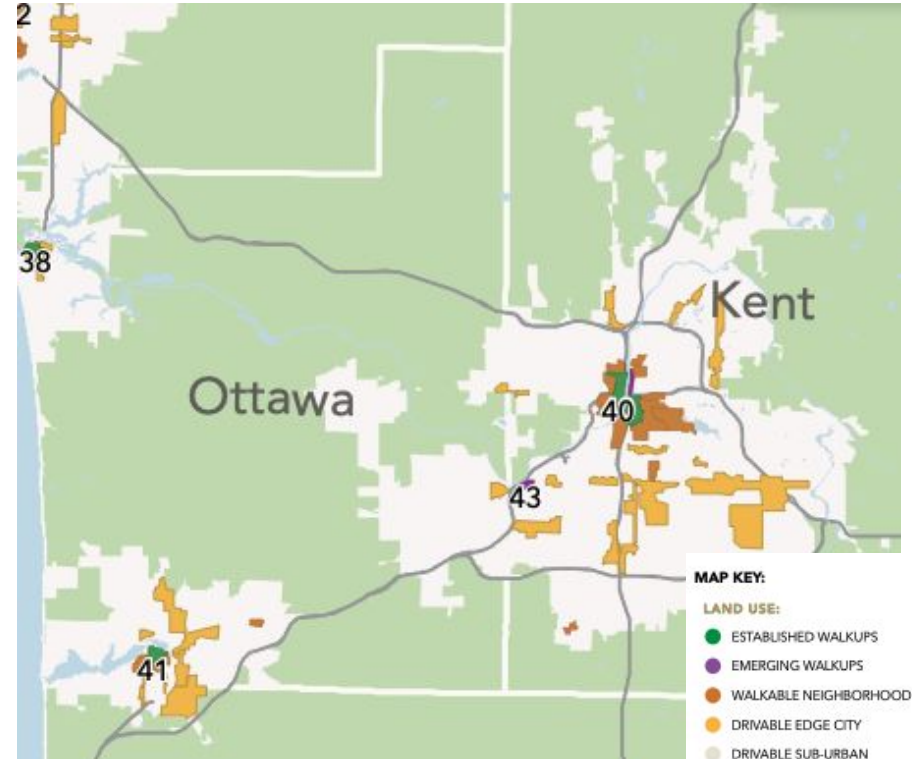 2
38
Kent
Ottawa
40
43
41
MAP KEY:
LAND USE:
ESTABLISHED WALKUPS
EMERGING WALKUPS
WALKABLE NEIGHBORHOOD
DRIVABLE EDGE CITY
DRIVABLE SUB-URBAN